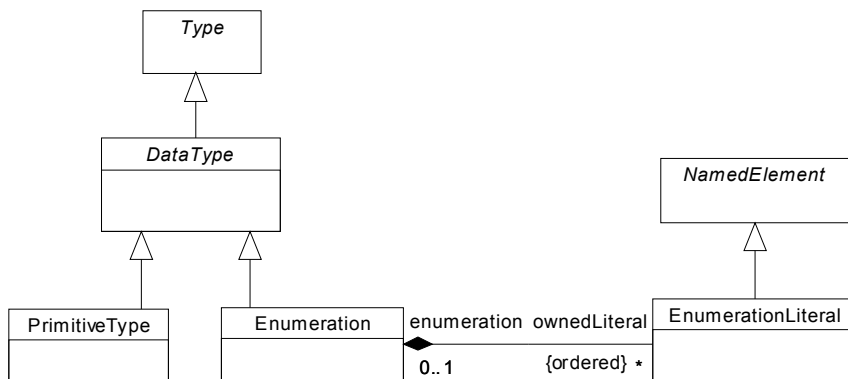 Type
DataType
NamedElement
PrimitiveType
Enumeration
enumeration ownedLiteral
EnumerationLiteral
0..1
{ordered} *